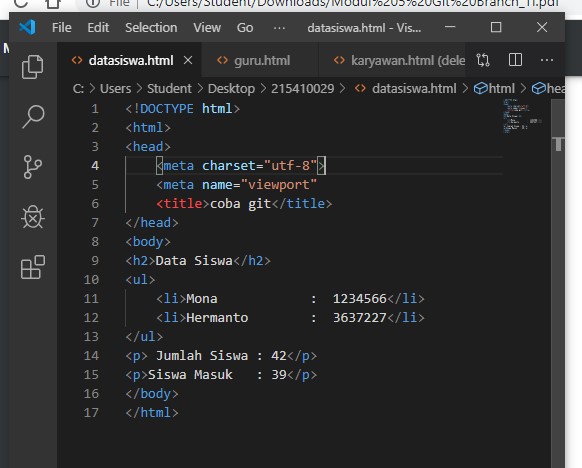 File C:/Users/Student/Downloads/Modul%205%20Git%20Branch_TI.pdf
File Edit Selection View Go ··· datasiswa.html - Vis...
datasiswa.html guru.html karyawan.html (dele
C: > Users > Student > Desktop > 215410029 > datasiswa.html > html > hea
1 <!DOCTYPE html>
2 <html>
3 <head>
4 <meta charset="utf-8">
5 <meta name="viewport"
6 <title>coba git</title>
7 </head>
8 <body>
9 <h2>Data Siswa</h2>
10 <ul>
11 <li>Mona : 1234566</li>
12 <li>Hermanto : 3637227</li>
13 </ul>
14 <p> Jumlah Siswa : 42</p>
15 <p>Siswa Masuk : 39</p>
16 </body>
17 </html>